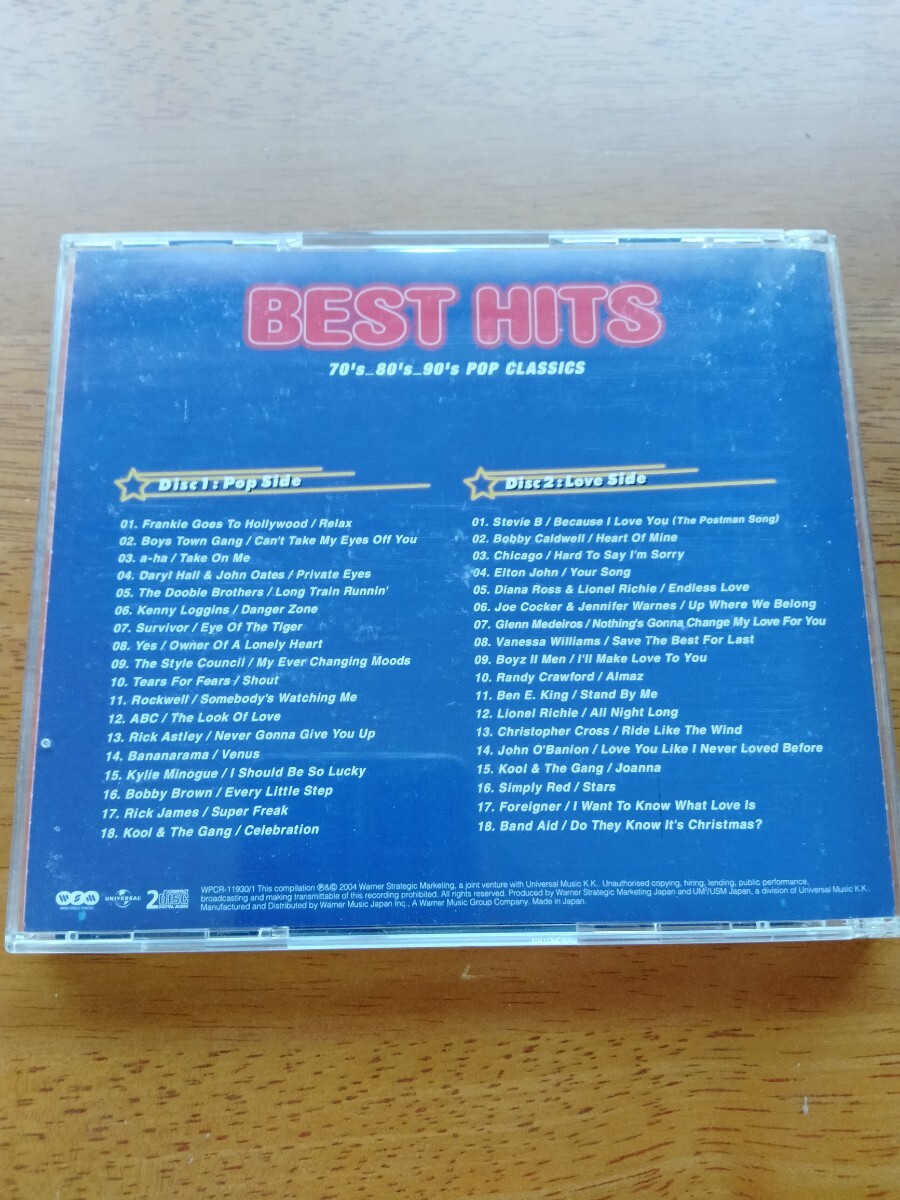 BEST HITS
70's_80's_90's POP CLASSICS
Disc 1 : Pop Side
01. Frankie Goes To Hollywood / Relax
02. Boys Town Gang / Can't Take My Eyes Off You
03. a-ha / Take On Me
04. Daryl Hall & John Oates / Private Eyes
05. The Doobie Brothers / Long Train Runnin'
06. Kenny Loggins / Danger Zone
07. Survivor / Eye Of The Tiger
08. Yes / Owner Of A Lonely Heart
09. The Style Council / My Ever Changing Moods
10. Tears For Fears / Shout
11. Rockwell / Somebody's Watching Me
12. ABC / The Look Of Love
13. Rick Astley / Never Gonna Give You Up
14. Bananarama / Venus
15. Kylie Minogue / I Should Be So Lucky
16. Bobby Brown / Every Little Step
17. Rick James / Super Freak
18. Kool & The Gang / Celebration
Disc 2 : Love Side
01. Stevie B / Because I Love You (The Postman Song)
02. Bobby Caldwell / Heart Of Mine
03. Chicago / Hard To Say I'm Sorry
04. Elton John / Your Song
05. Diana Ross & Lionel Richie / Endless Love
06. Joe Cocker & Jennifer Warnes / Up Where We Belong
07. Glenn Medeiros / Nothing's Gonna Change My Love For You
08. Vanessa Williams / Save The Best For Last
09. Boyz II Men / I'll Make Love To You
10. Randy Crawford / Almaz
11. Ben E. King / Stand By Me
12. Lionel Richie / All Night Long
13. Christopher Cross / Ride Like The Wind
14. John O'Banion / Love You Like I Never Loved Before
15. Kool & The Gang / Joanna
16. Simply Red / Stars
17. Foreigner / I Want To Know What Love Is
18. Band Aid / Do They Know It's Christmas?
WSM
UNIVERSAL
2 DISC
WPCR-11930/1 This compilation ℗&© 2004 Warner Strategic Marketing, a joint venture with Universal Music K.K. Unauthorised copying, hiring, lending, public performance,
broadcasting and making transmittable of this recording prohibited. All rights reserved. Produced by Warner Strategic Marketing Japan and UM³/USM Japan, a division of Universal Music K.K.
Manufactured and Distributed by Warner Music Japan Inc., A Warner Music Group Company. Made in Japan.